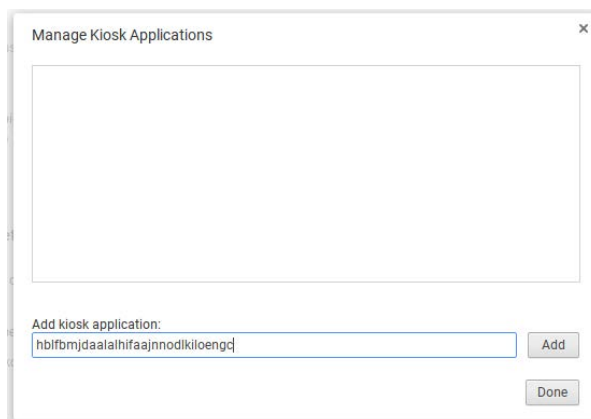 Manage Kiosk Applications
×
Add kiosk application:
hblfbmjdaalalhifaajnnodlkiloengc
Add
Done